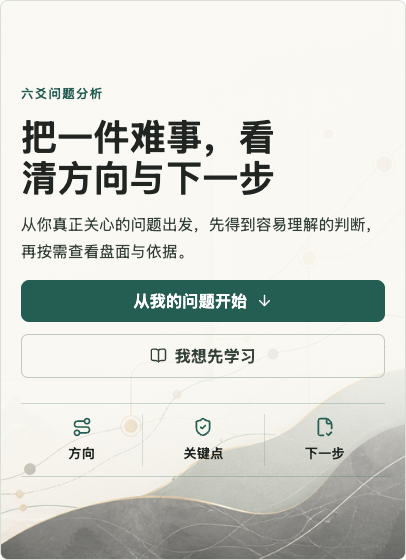 六爻问题分析
把一件难事，看
清方向与下一步
从你真正关心的问题出发，先得到容易理解的判断，
再按需查看盘面与依据。
从我的问题开始 ↓
我想先学习
方向
关键点
下一步